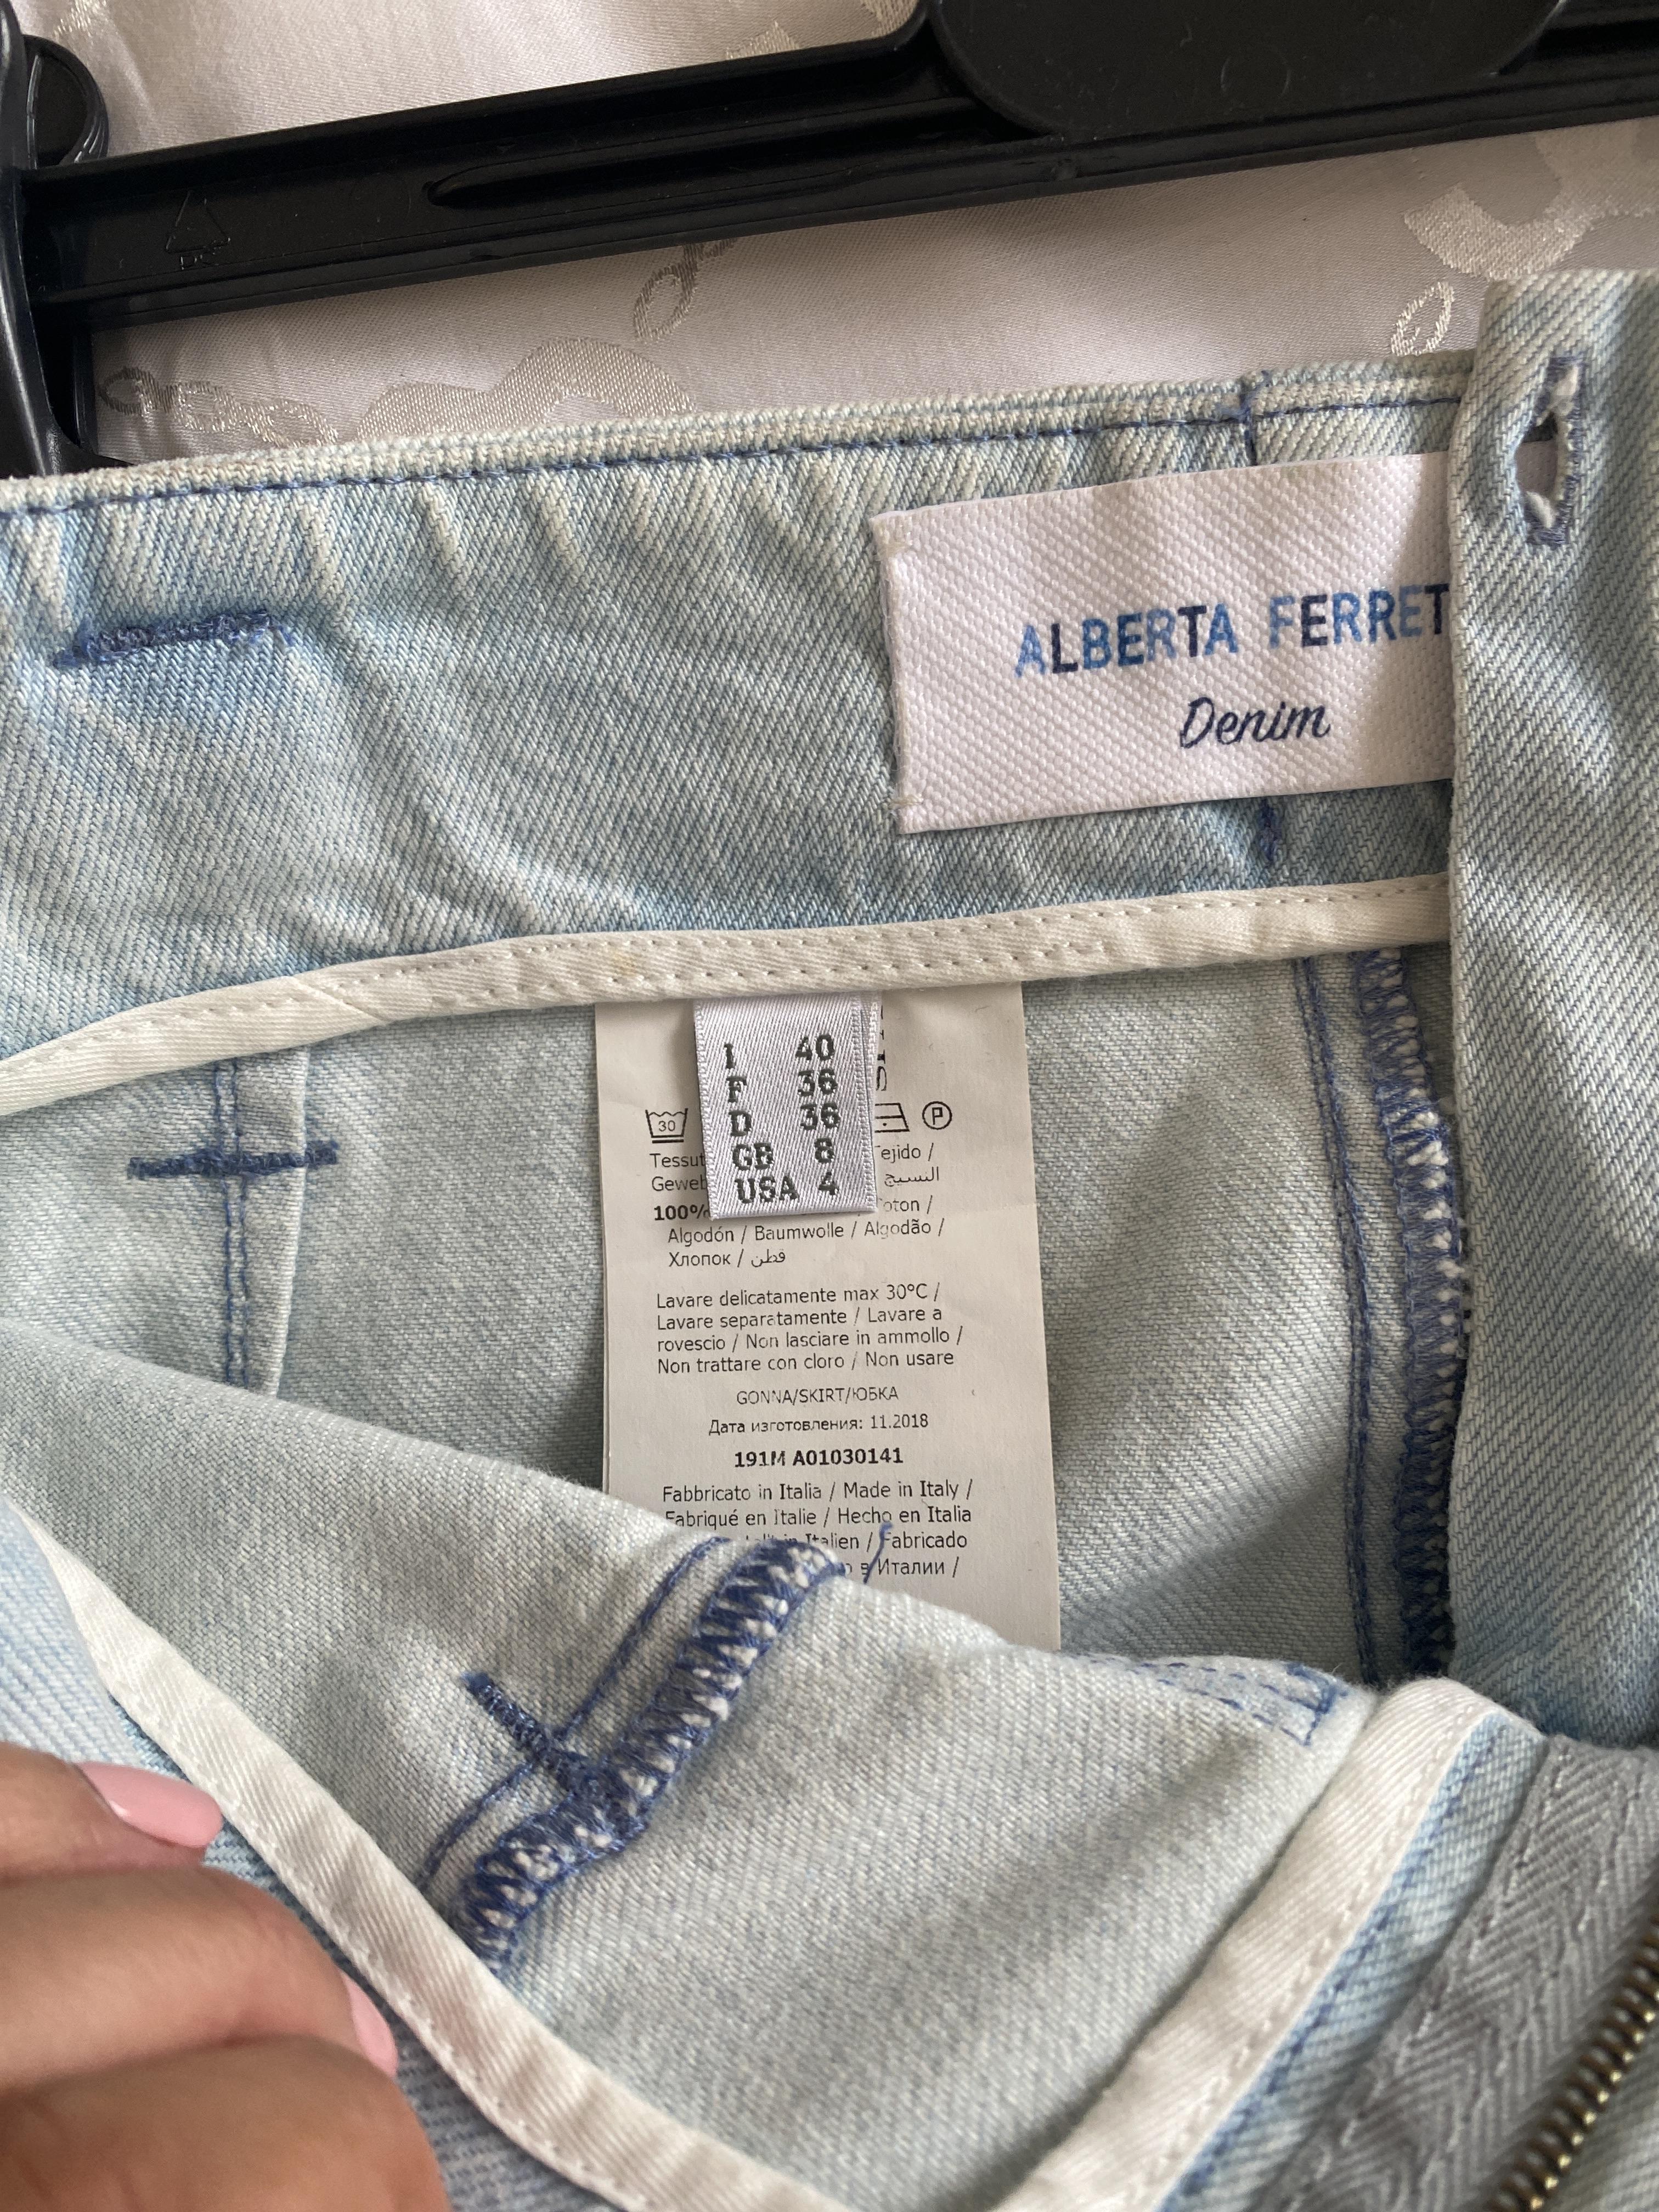 ALBERTA FERRET
Denim
I 40
F 36
D 36
GB 8
USA 4
30
P
Tessut
Tejido /
Geweb
النسيج
100%
oton /
Algodón / Baumwolle / Algodão /
Хлопок / قطن
Lavare delicatamente max 30°C /
Lavare separatamente / Lavare a
rovescio / Non lasciare in ammollo /
Non trattare con cloro / Non usare
GONNA/SKIRT/ЮБКА
Дата изготовления: 11.2018
191M A01030141
Fabbricato in Italia / Made in Italy /
Fabriqué en Italie / Hecho en Italia
in Italien / Fabricado
в Италии /